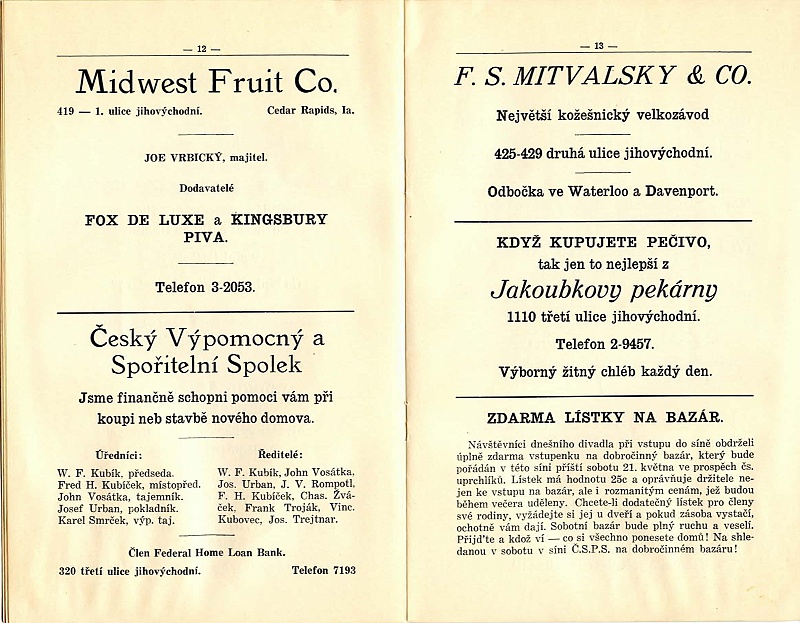 — 12 —
Midwest Fruit Co.
419 — 1. ulice jihovýchodní. Cedar Rapids, Ia.
JOE VRBICKÝ, majitel.
Dodavatelé
FOX DE LUXE a KINGSBURY
PIVA.
Telefon 3-2053.
Český Výpomocný a
Spořitelní Spolek
Jsme finančně schopni pomoci vám při
koupi neb stavbě nového domova.
Úředníci:
W. F. Kubík, předseda.
Fred H. Kubíček, místopřed.
John Vosátka, tajemník.
Josef Urban, pokladník.
Karel Smrček, výp. taj.
Ředitelé:
W. F. Kubík, John Vosátka,
Jos. Urban, J. V. Rompotl,
F. H. Kubíček, Chas. Žvá-
ček, Frank Troják, Vinc.
Kubovec, Jos. Trejtnar.
Člen Federal Home Loan Bank.
320 třetí ulice jihovýchodní. Telefon 7193
— 13 —
F. S. MITVALSKY & CO.
Největší kožešnický velkozávod
425-429 druhá ulice jihovýchodní.
Odbočka ve Waterloo a Davenport.
KDYŽ KUPUJETE PEČIVO,
tak jen to nejlepší z
Jakoubkovy pekárny
1110 třetí ulice jihovýchodní.
Telefon 2-9457.
Výborný žitný chléb každý den.
ZDARMA LÍSTKY NA BAZÁR.
Návštěvníci dnešního divadla při vstupu do síně obdrželi
úplně zdarma vstupenku na dobročinný bazár, který bude
pořádán v této síni příští sobotu 21. května ve prospěch čs.
uprchlíků. Lístek má hodnotu 25c a oprávňuje držitele ne-
jen ke vstupu na bazár, ale i rozmanitým cenám, jež budou
během večera uděleny. Chcete-li dodatečný lístek pro členy
své rodiny, vyžádejte si jej u dveří a pokud zásoba vystačí,
ochotně vám dají. Sobotní bazár bude plný ruchu a veselí.
Přijď'te a kdož ví — co si všechno ponesete domů! Na shle-
danou v sobotu v síni Č.S.P.S. na dobročinném bazáru!